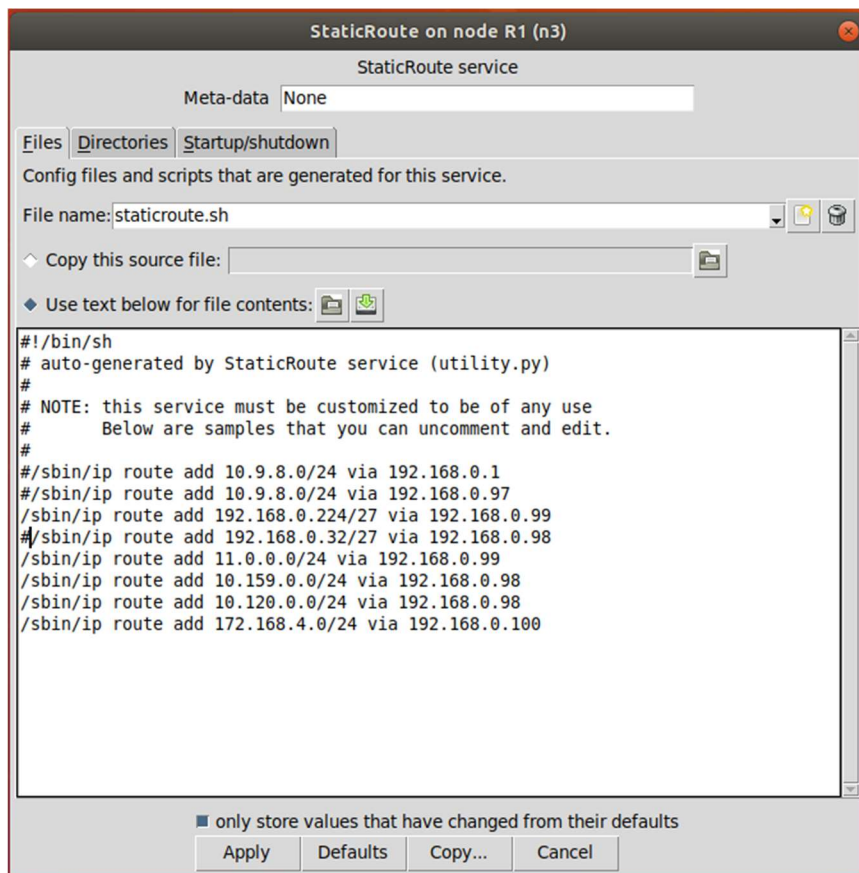 StaticRoute on node R1 (n3)
StaticRoute service
Meta-data None
Files Directories Startup/shutdown
Config files and scripts that are generated for this service.
File name: staticroute.sh
Copy this source file:
Use text below for file contents:
#!/bin/sh
# auto-generated by StaticRoute service (utility.py)
#
# NOTE: this service must be customized to be of any use
#       Below are samples that you can uncomment and edit.
#
#/sbin/ip route add 10.9.8.0/24 via 192.168.0.1
#/sbin/ip route add 10.9.8.0/24 via 192.168.0.97
/sbin/ip route add 192.168.0.224/27 via 192.168.0.99
#/sbin/ip route add 192.168.0.32/27 via 192.168.0.98
/sbin/ip route add 11.0.0.0/24 via 192.168.0.99
/sbin/ip route add 10.159.0.0/24 via 192.168.0.98
/sbin/ip route add 10.120.0.0/24 via 192.168.0.98
/sbin/ip route add 172.168.4.0/24 via 192.168.0.100
only store values that have changed from their defaults
Apply Defaults Copy... Cancel